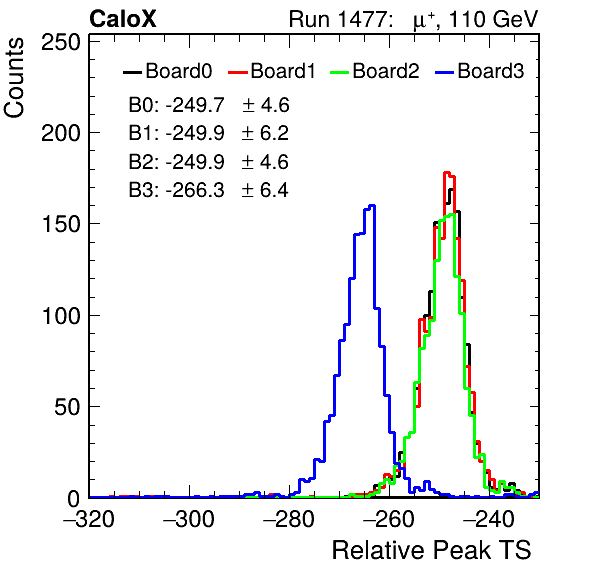 CaloX Run 1477: μ⁺, 110 GeV
Counts
250
200
150
100
50
0
Board0 Board1 Board2 Board3
B0: -249.7 ± 4.6
B1: -249.9 ± 6.2
B2: -249.9 ± 4.6
B3: -266.3 ± 6.4
−320 −300 −280 −260 −240
Relative Peak TS